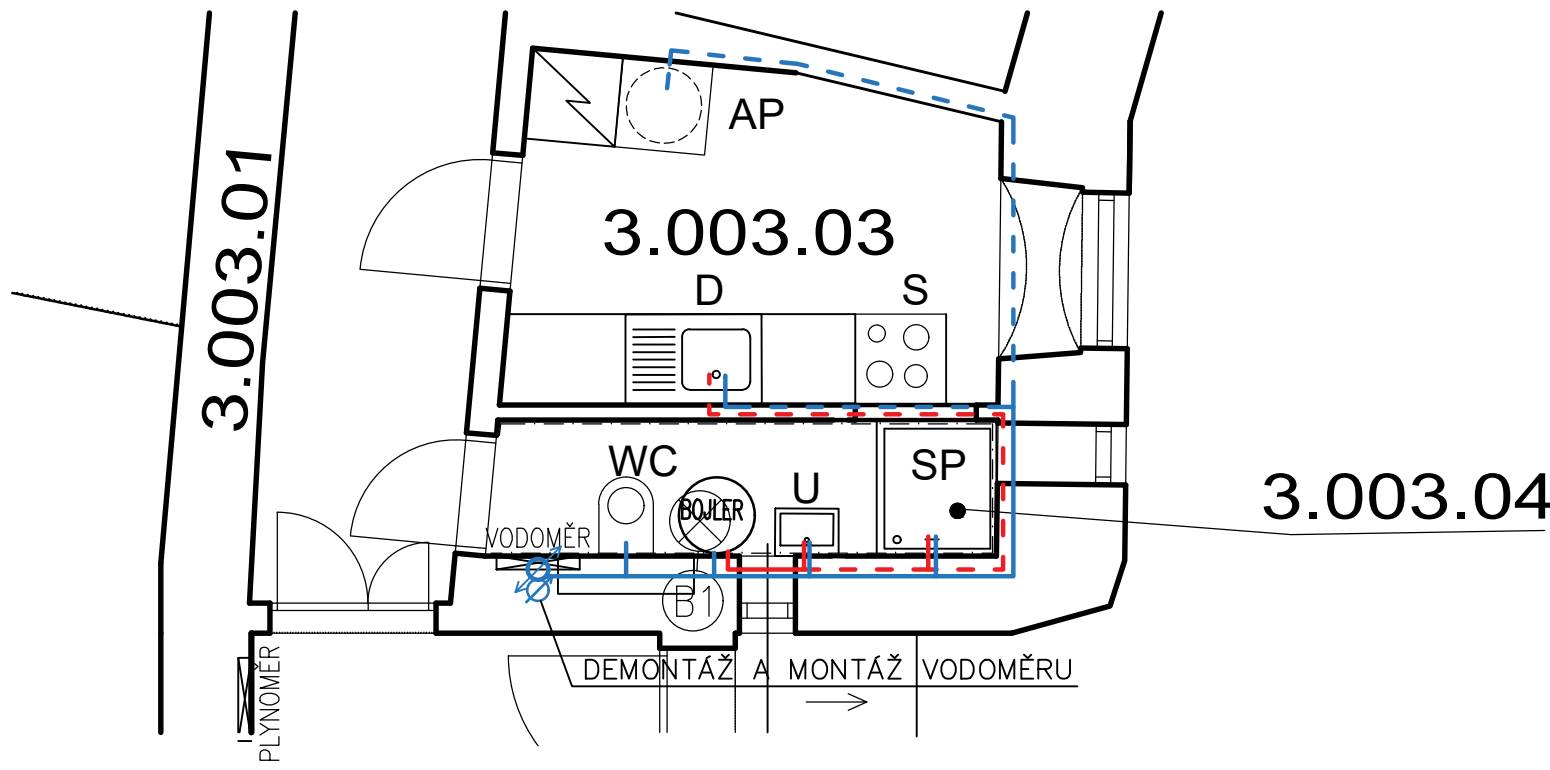 AP
3.003.01
3.003.03
D
S
WC
BOJLER
U
SP
3.003.04
VODOMĚR
B1
DEMONTÁŽ A MONTÁŽ VODOMĚRU
PLYNOMĚR